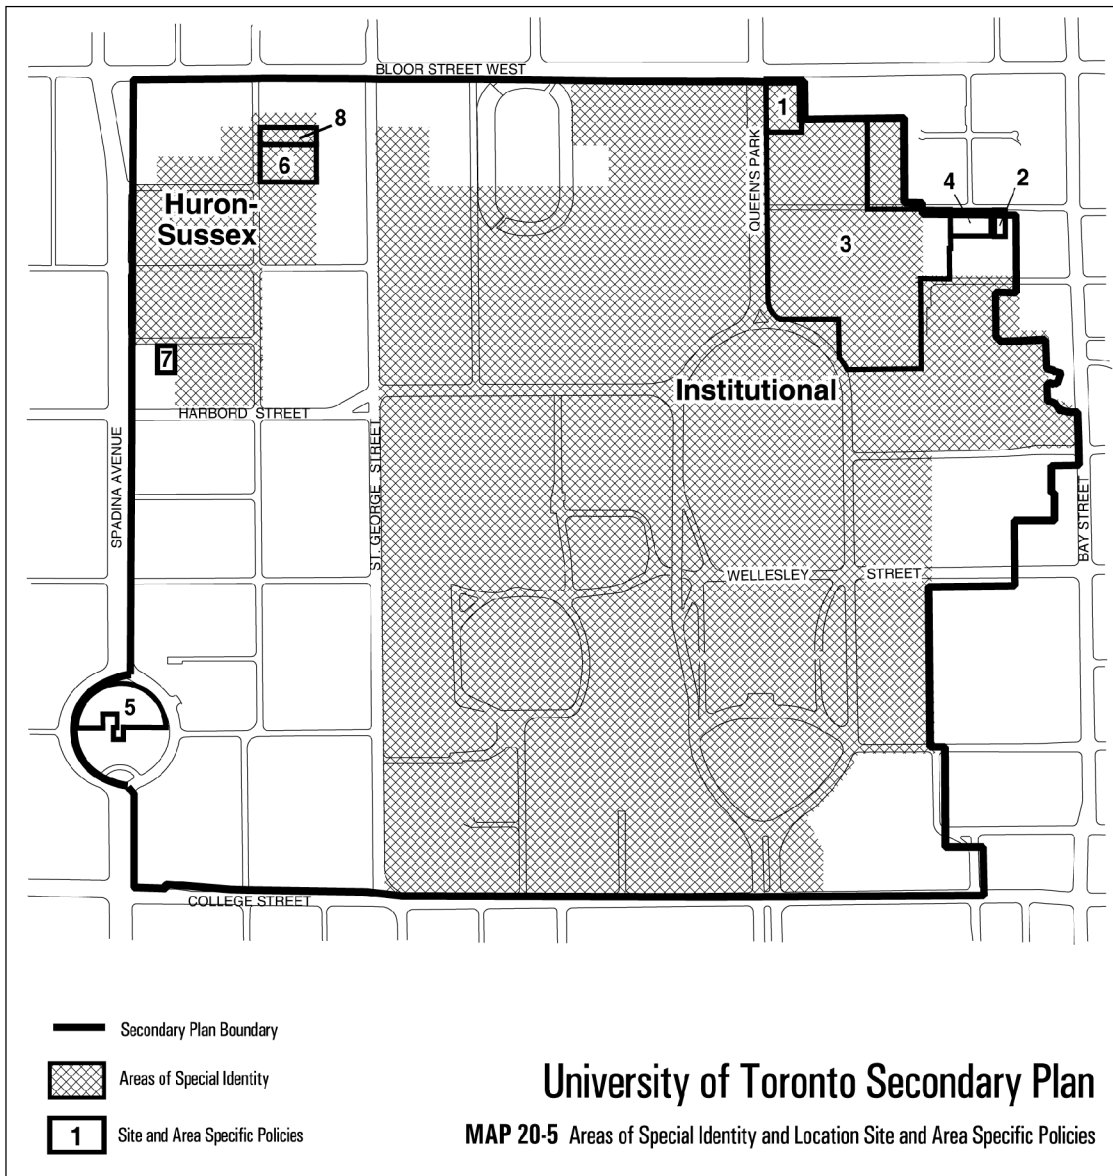 BLOOR STREET WEST
1
8
6
QUEEN'S PARK
4
2
Huron-
Sussex
3
7
Institutional
HARBORD STREET
SPADINA AVENUE
ST. GEORGE STREET
BAY STREET
WELLESLEY STREET
5
COLLEGE STREET
Secondary Plan Boundary
Areas of Special Identity
1 Site and Area Specific Policies
University of Toronto Secondary Plan
MAP 20-5 Areas of Special Identity and Location Site and Area Specific Policies